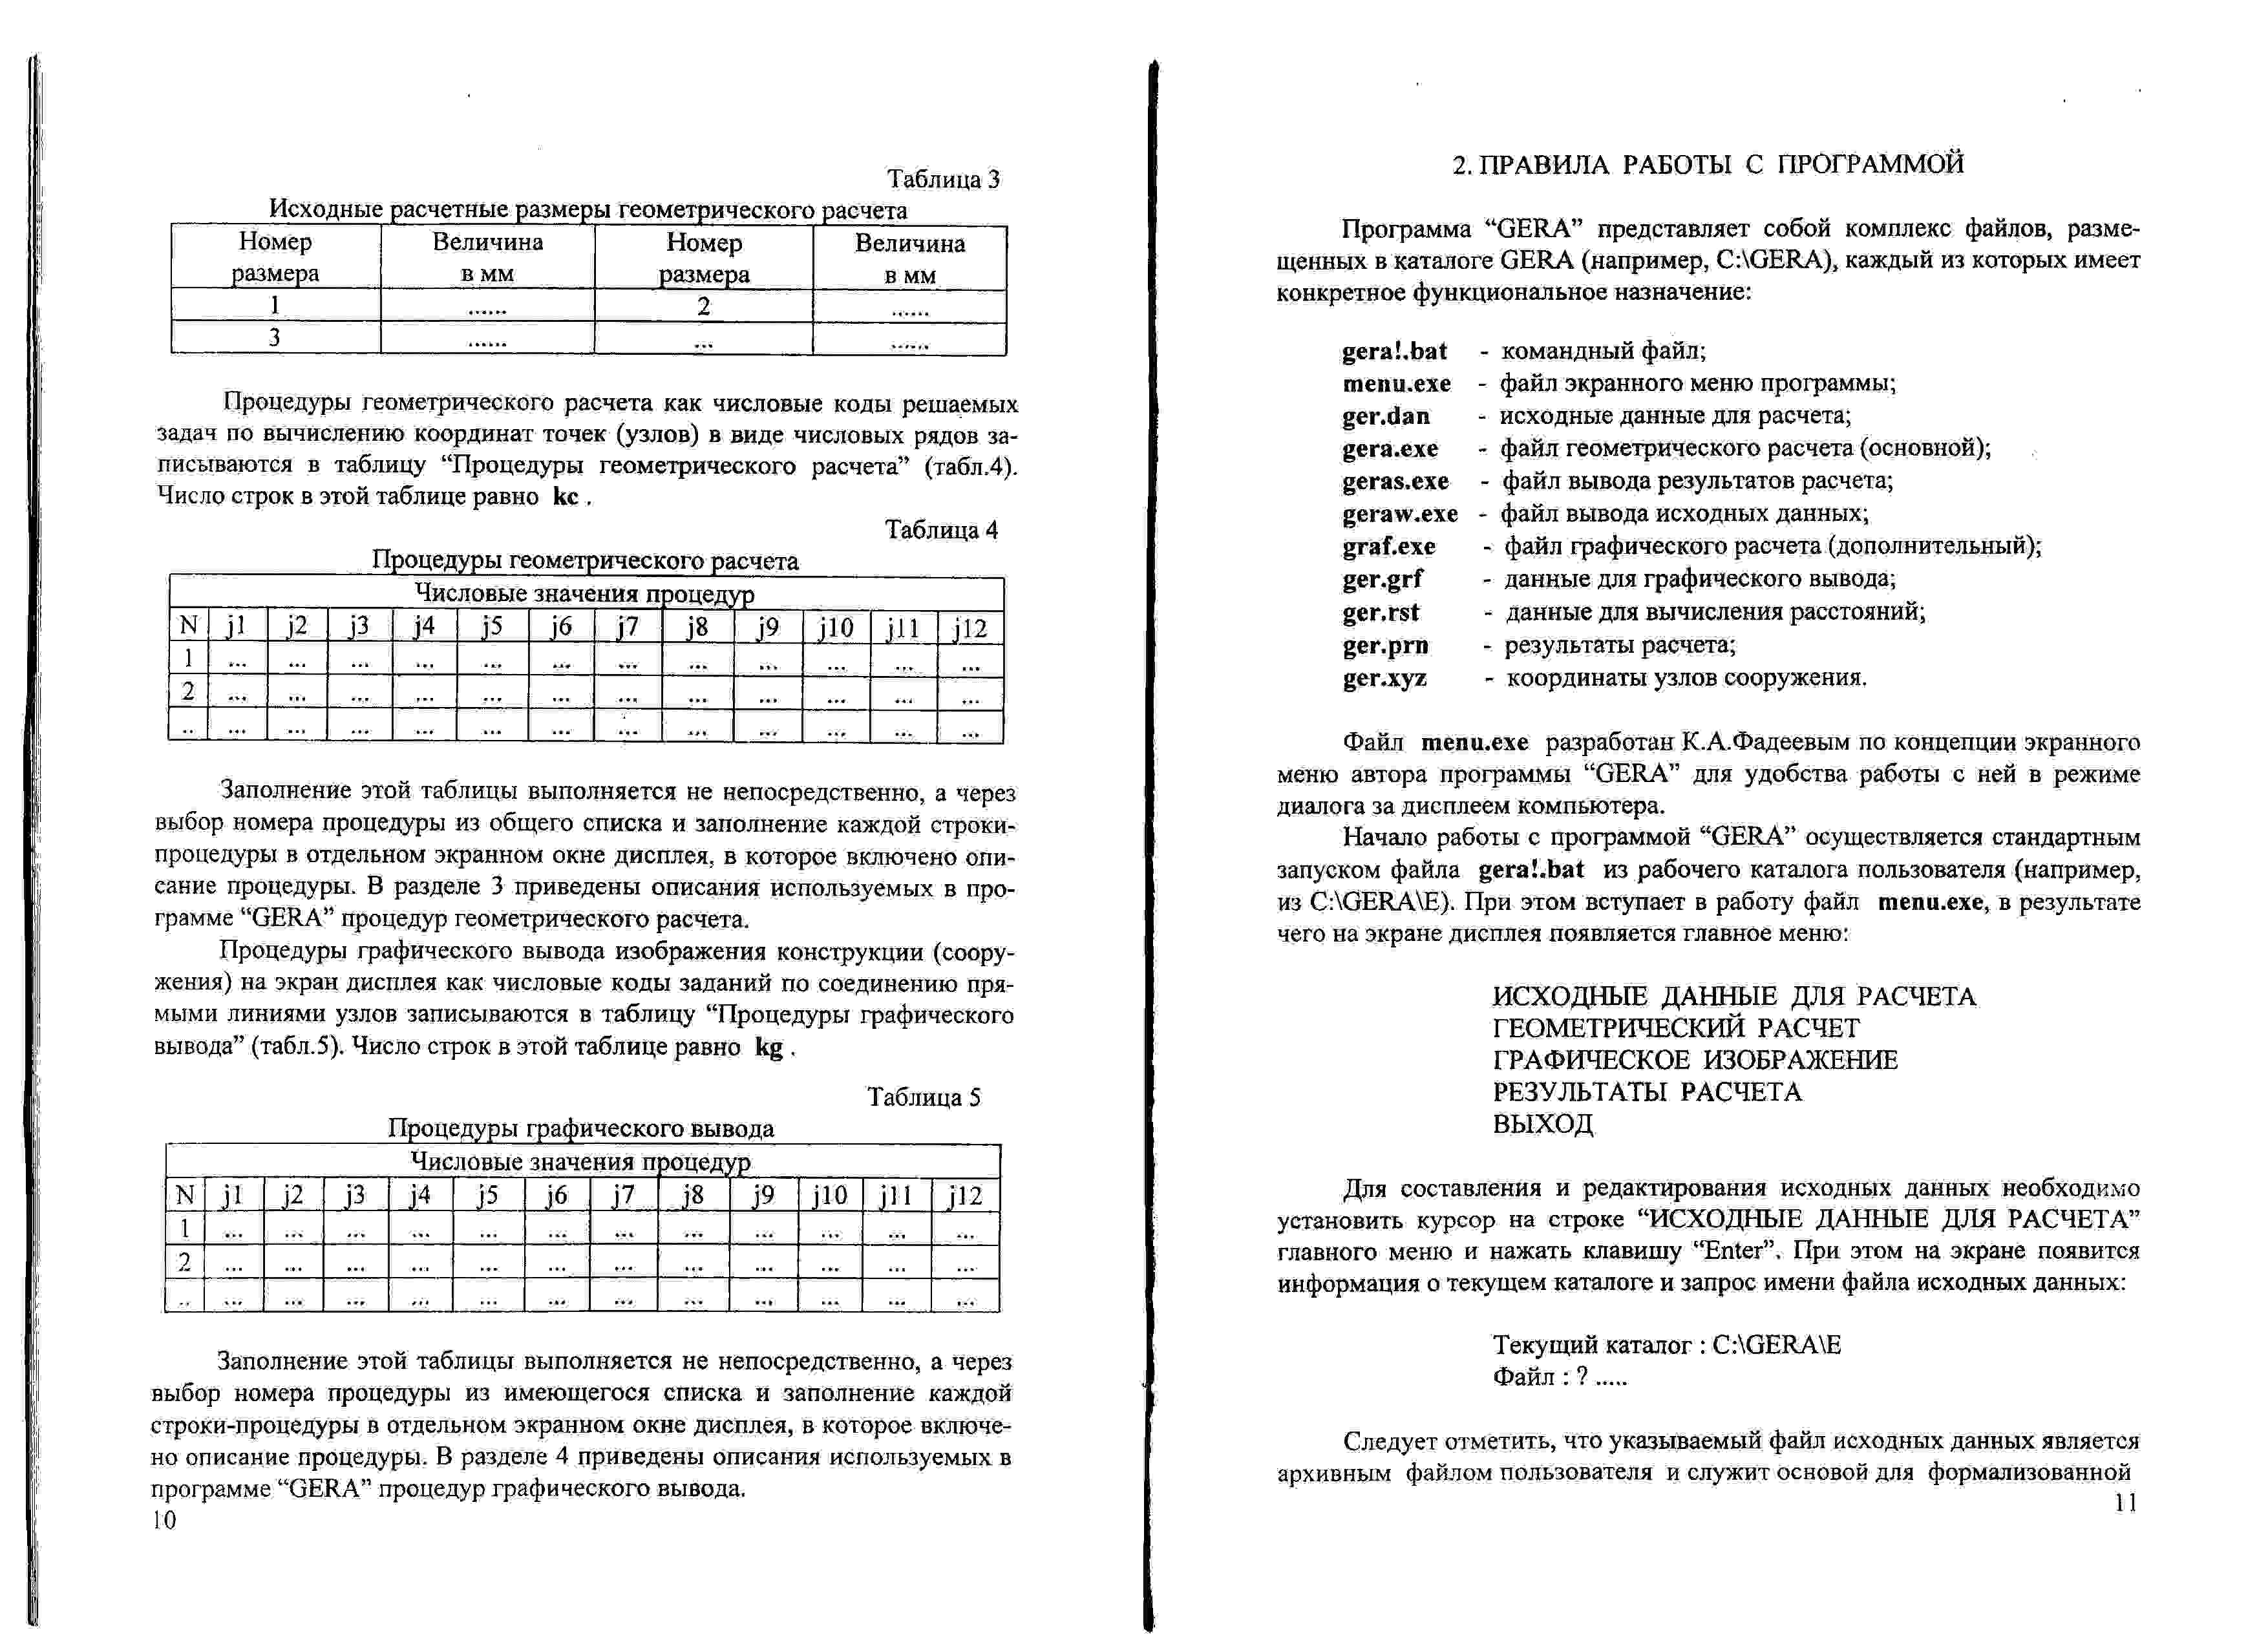 Таблица 3
Исходные расчетные размеры геометрического расчета
Номер размера Величина в мм Номер размера Величина в мм
1 ...... 2 ......
3 ...... ... ......
Процедуры геометрического расчета как числовые коды решаемых
задач по вычислению координат точек (узлов) в виде числовых рядов за-
писываются в таблицу “Процедуры геометрического расчета” (табл.4).
Число строк в этой таблице равно kc .
Таблица 4
Процедуры геометрического расчета
Числовые значения процедур
N j1 j2 j3 j4 j5 j6 j7 j8 j9 j10 j11 j12
1 ... ... ... ... ... ... ... ... ... ... ... ...
2 ... ... ... ... ... ... ... ... ... ... ... ...
.. ... ... ... ... ... ... ... ... ... ... ... ...
Заполнение этой таблицы выполняется не непосредственно, а через
выбор номера процедуры из общего списка и заполнение каждой строки-
процедуры в отдельном экранном окне дисплея, в которое включено опи-
сание процедуры. В разделе 3 приведены описания используемых в про-
грамме “GERA” процедур геометрического расчета.
Процедуры графического вывода изображения конструкции (соору-
жения) на экран дисплея как числовые коды заданий по соединению пря-
мыми линиями узлов записываются в таблицу “Процедуры графического
вывода” (табл.5). Число строк в этой таблице равно kg .
Таблица 5
Процедуры графического вывода
Числовые значения процедур
N j1 j2 j3 j4 j5 j6 j7 j8 j9 j10 j11 j12
1 ... ... ... ... ... ... ... ... ... ... ... ...
2 ... ... ... ... ... ... ... ... ... ... ... ...
.. ... ... ... ... ... ... ... ... ... ... ... ...
Заполнение этой таблицы выполняется не непосредственно, а через
выбор номера процедуры из имеющегося списка и заполнение каждой
строки-процедуры в отдельном экранном окне дисплея, в которое включе-
но описание процедуры. В разделе 4 приведены описания используемых в
программе “GERA” процедур графического вывода.
10
2. ПРАВИЛА РАБОТЫ С ПРОГРАММОЙ
Программа “GERA” представляет собой комплекс файлов, разме-
щенных в каталоге GERA (например, C:\GERA), каждый из которых имеет
конкретное функциональное назначение:
gera!.bat - командный файл;
menu.exe - файл экранного меню программы;
ger.dan - исходные данные для расчета;
gera.exe - файл геометрического расчета (основной);
geras.exe - файл вывода результатов расчета;
geraw.exe - файл вывода исходных данных;
graf.exe - файл графического расчета (дополнительный);
ger.grf - данные для графического вывода;
ger.rst - данные для вычисления расстояний;
ger.prn - результаты расчета;
ger.xyz - координаты узлов сооружения.
Файл menu.exe разработан К.А.Фадеевым по концепции экранного
меню автора программы “GERA” для удобства работы с ней в режиме
диалога за дисплеем компьютера.
Начало работы с программой “GERA” осуществляется стандартным
запуском файла gera!.bat из рабочего каталога пользователя (например,
из C:\GERA\E). При этом вступает в работу файл menu.exe, в результате
чего на экране дисплея появляется главное меню:
ИСХОДНЫЕ ДАННЫЕ ДЛЯ РАСЧЕТА
ГЕОМЕТРИЧЕСКИЙ РАСЧЕТ
ГРАФИЧЕСКОЕ ИЗОБРАЖЕНИЕ
РЕЗУЛЬТАТЫ РАСЧЕТА
ВЫХОД
Для составления и редактирования исходных данных необходимо
установить курсор на строке “ИСХОДНЫЕ ДАННЫЕ ДЛЯ РАСЧЕТА”
главного меню и нажать клавишу “Enter”. При этом на экране появится
информация о текущем каталоге и запрос имени файла исходных данных:
Текущий каталог : C:\GERA\E
Файл : ? .....
Следует отметить, что указываемый файл исходных данных является
архивным файлом пользователя и служит основой для формализованной
11